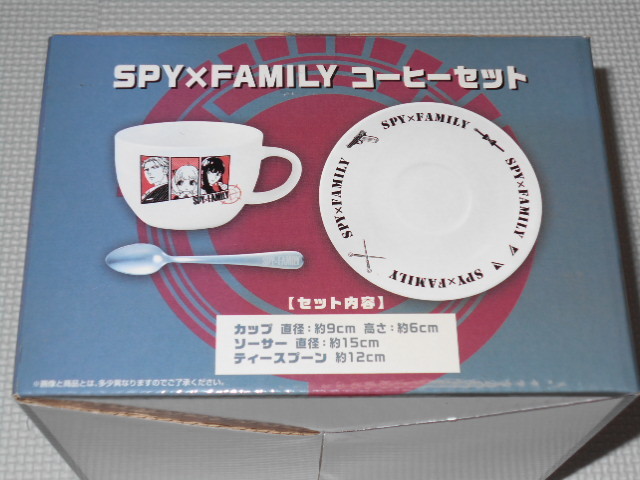 SPY×FAMILY コーヒーセット
SPY×FAMILY
SPY×FAMILY
SPY×FAMILY
SPY×FAMILY
SPY×FAMILY
【セット内容】
カップ 直径:約9cm 高さ:約6cm
ソーサー 直径:約15cm
ティースプーン 約12cm
※画像と商品とは、多少異なりますのでご了承ください。